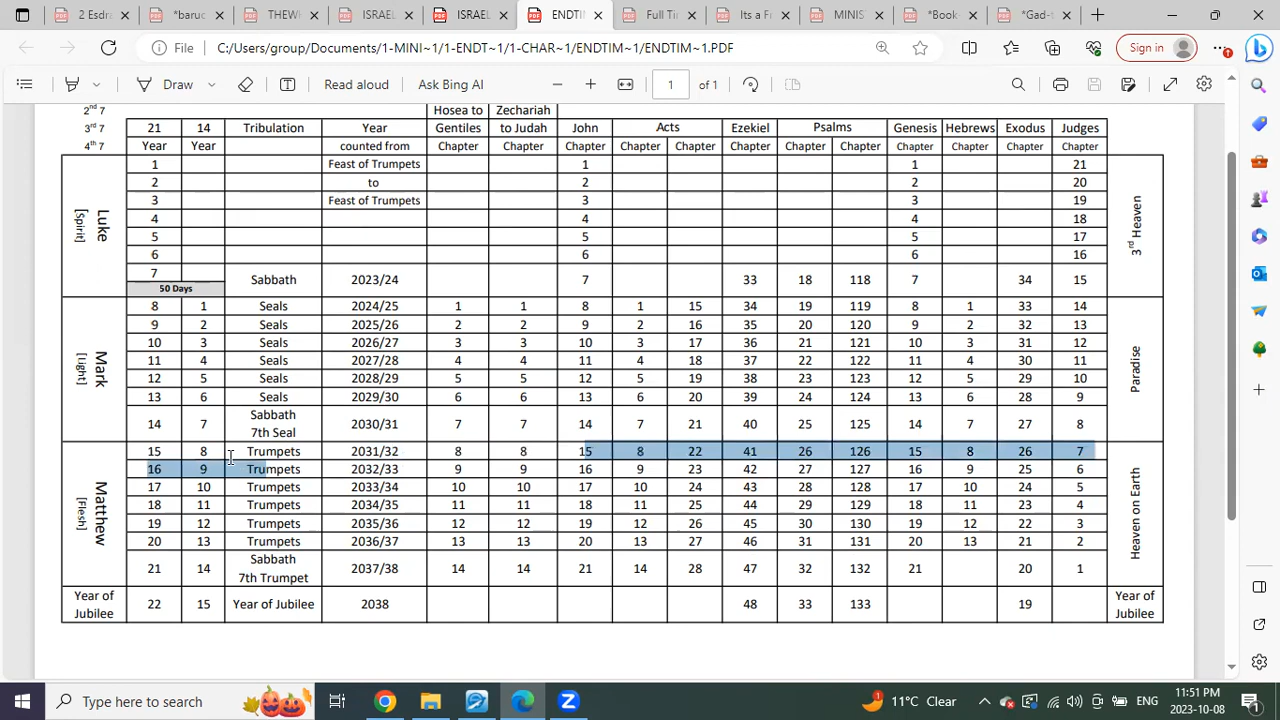 2 Esdra
*baruc
THEWI
ISRAEL
ISRAEL
ENDTIM
Full Tim
Its a Fr
MINIS
*Book
*Gad-t
File C:/Users/group/Documents/1-MINI~1/1-ENDT~1/1-CHAR~1/ENDTIM~1/ENDTIM~1.PDF Sign in
Draw Read aloud Ask Bing AI 1 of 1
2nd 7 Hosea to Zechariah
3rd 7 21 14 Tribulation Year Gentiles to Judah John Acts Ezekiel Psalms Genesis Hebrews Exodus Judges
4th 7 Year Year counted from Chapter Chapter Chapter Chapter Chapter Chapter Chapter Chapter Chapter Chapter Chapter Chapter
1 Feast of Trumpets 1 1 21
2 to 2 2 20
3 Feast of Trumpets 3 3 19
Luke [Spirit] 4 4 4 18 3rd Heaven
5 5 5 17
6 6 6 16
7 Sabbath 2023/24 7 33 18 118 7 34 15
50 Days
8 1 Seals 2024/25 1 1 8 1 15 34 19 119 8 1 33 14
9 2 Seals 2025/26 2 2 9 2 16 35 20 120 9 2 32 13
10 3 Seals 2026/27 3 3 10 3 17 36 21 121 10 3 31 12
Mark [Light] 11 4 Seals 2027/28 4 4 11 4 18 37 22 122 11 4 30 11 Paradise
12 5 Seals 2028/29 5 5 12 5 19 38 23 123 12 5 29 10
13 6 Seals 2029/30 6 6 13 6 20 39 24 124 13 6 28 9
14 7 Sabbath 7th Seal 2030/31 7 7 14 7 21 40 25 125 14 7 27 8
15 8 Trumpets 2031/32 8 8 15 8 22 41 26 126 15 8 26 7
16 9 Trumpets 2032/33 9 9 16 9 23 42 27 127 16 9 25 6
17 10 Trumpets 2033/34 10 10 17 10 24 43 28 128 17 10 24 5
Matthew [Flesh] 18 11 Trumpets 2034/35 11 11 18 11 25 44 29 129 18 11 23 4 Heaven on Earth
19 12 Trumpets 2035/36 12 12 19 12 26 45 30 130 19 12 22 3
20 13 Trumpets 2036/37 13 13 20 13 27 46 31 131 20 13 21 2
21 14 Sabbath 7th Trumpet 2037/38 14 14 21 14 28 47 32 132 21 20 1
Year of Jubilee 22 15 Year of Jubilee 2038 48 33 133 19 Year of Jubilee
Type here to search 1 11°C Clear ENG 11:51 PM
2023-10-08